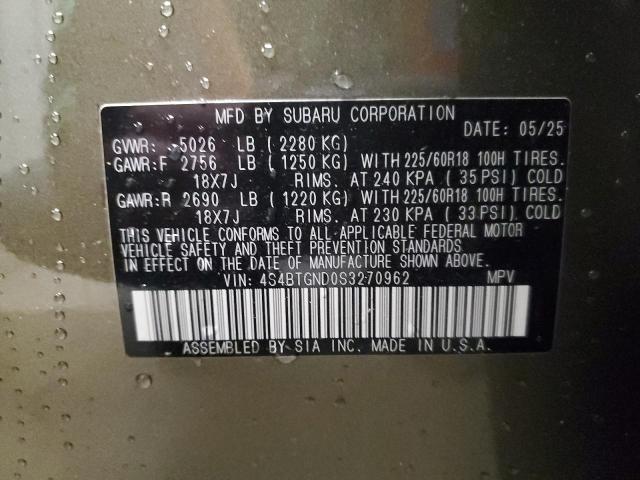 MFD BY SUBARU CORPORATION
DATE: 05/25
GVWR: -5026 LB ( 2280 KG)
GAWR:F 2756 LB ( 1250 KG) WITH 225/60R18 100H TIRES.
18X7J RIMS. AT 240 KPA ( 35 PSI) COLD
GAWR:R 2690 LB ( 1220 KG) WITH 225/60R18 100H TIRES.
18X7J RIMS. AT 230 KPA ( 33 PSI) COLD
THIS VEHICLE CONFORMS TO ALL APPLICABLE FEDERAL MOTOR
VEHICLE SAFETY AND THEFT PREVENTION STANDARDS
IN EFFECT ON THE DATE OF MANUFACTURE SHOWN ABOVE.
VIN: 4S4BTGND0S3270962 MPV
ASSEMBLED BY SIA INC. MADE IN U.S.A.